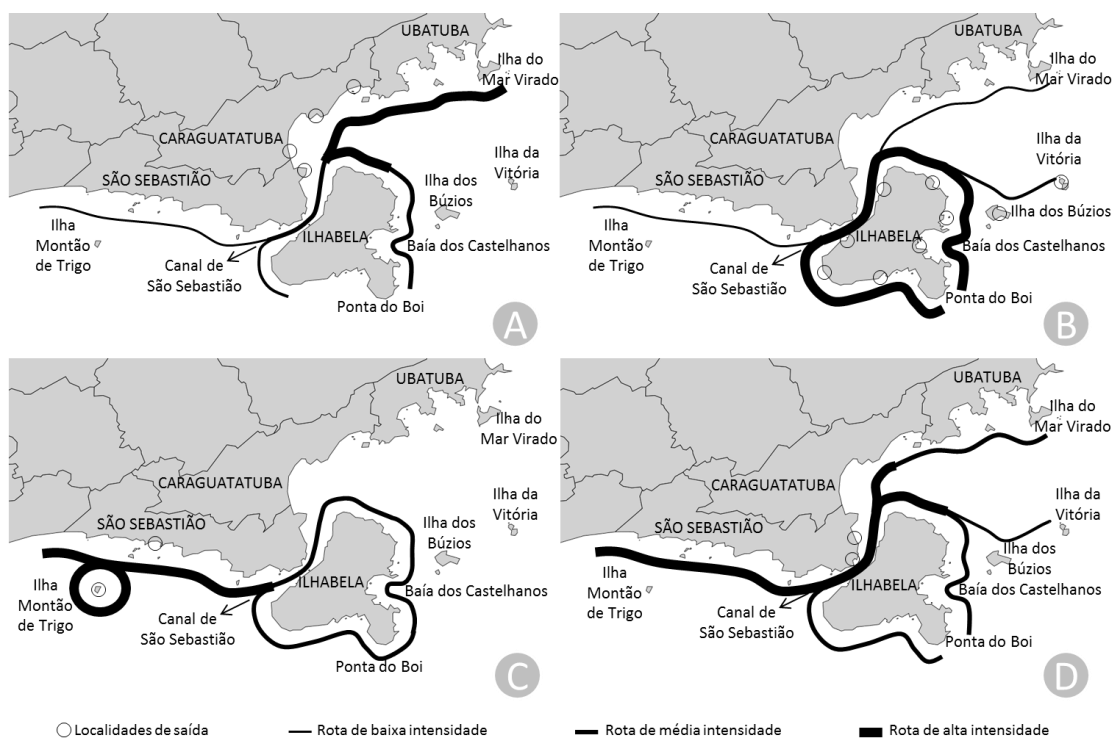 UBATUBA
Ilha do
Mar Virado
CARAGUATATUBA
Ilha da
Vitória
SÃO SEBASTIÃO
Ilha dos
Búzios
Ilha
Montão
de Trigo
ILHABELA
Baía dos Castelhanos
Canal de
São Sebastião
Ponta do Boi
A
UBATUBA
Ilha do
Mar Virado
CARAGUATATUBA
Ilha da
Vitória
SÃO SEBASTIÃO
Ilha dos Búzios
Ilha
Montão
de Trigo
ILHABELA
Baía dos Castelhanos
Canal de
São Sebastião
Ponta do Boi
B
UBATUBA
Ilha do
Mar Virado
CARAGUATATUBA
Ilha da
Vitória
SÃO SEBASTIÃO
Ilha dos
Búzios
Ilha
Montão
de Trigo
ILHABELA
Baía dos Castelhanos
Canal de
São Sebastião
Ponta do Boi
C
UBATUBA
Ilha do
Mar Virado
CARAGUATATUBA
Ilha da
Vitória
SÃO SEBASTIÃO
Ilha dos
Búzios
Ilha
Montão
de Trigo
ILHABELA
Baía dos Castelhanos
Canal de
São Sebastião
Ponta do Boi
D
Localidades de saída
Rota de baixa intensidade
Rota de média intensidade
Rota de alta intensidade